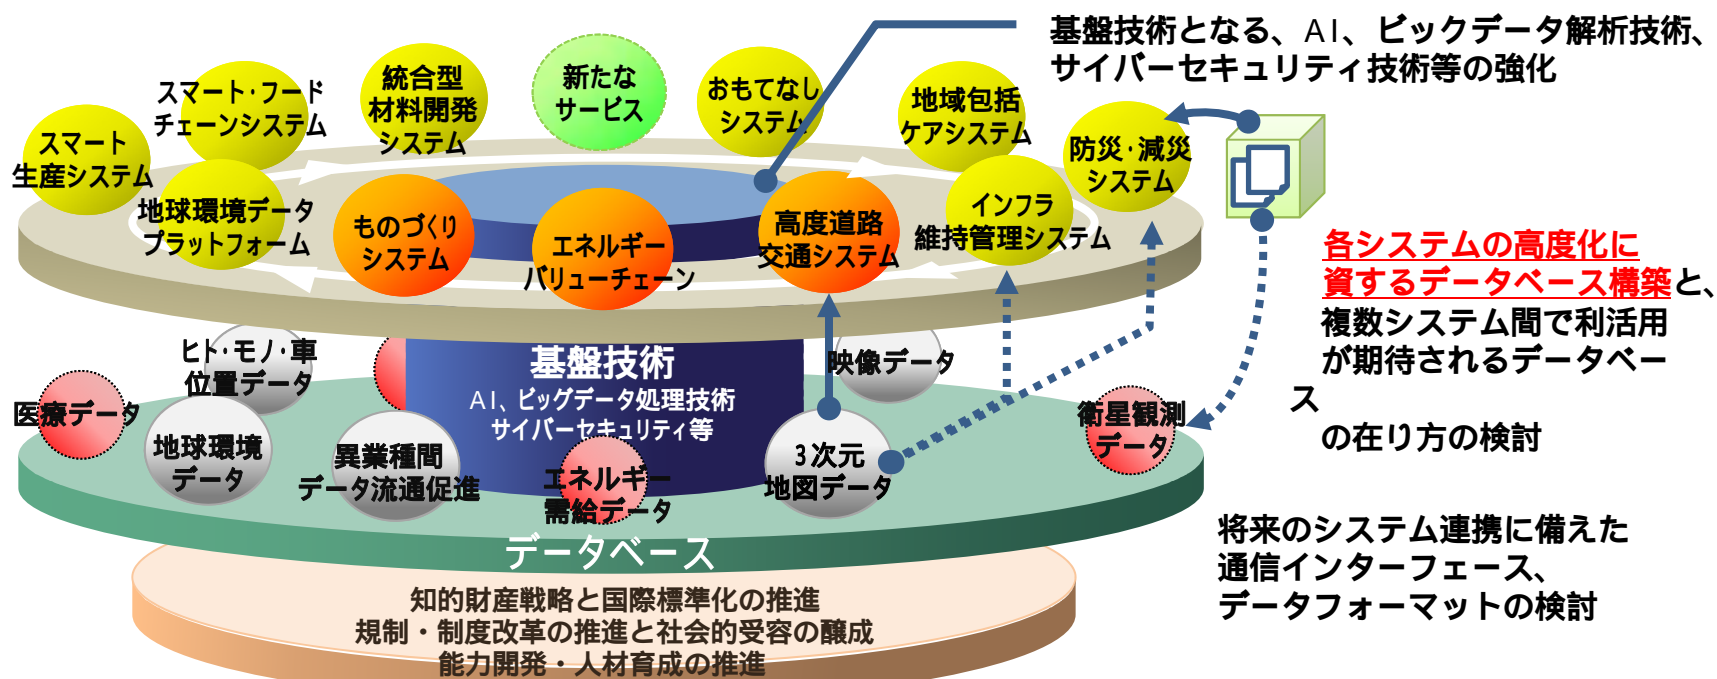 基盤技術となる、AI、ビックデータ解析技術、
サイバーセキュリティ技術等の強化
スマート・フード
チェーンシステム
統合型
材料開発
システム
新たな
サービス
おもてなし
システム
地域包括
ケアシステム
防災・減災
システム
スマート
生産システム
地球環境データ
プラットフォーム
ものづくり
システム
エネルギー
バリューチェーン
高度道路
交通システム
インフラ
維持管理システム
各システムの高度化に
資するデータベース構築と、
複数システム間で利活用
が期待されるデータベー
ス
の在り方の検討
ヒト・モノ・車
位置データ
基盤技術
AI、ビッグデータ処理技術
サイバーセキュリティ等
映像データ
医療データ
地球環境
データ
異業種間
データ流通促進
エネルギー
需給データ
3次元
地図データ
衛星観測
データ
データベース
将来のシステム連携に備えた
通信インターフェース、
データフォーマットの検討
知的財産戦略と国際標準化の推進
規制・制度改革の推進と社会的受容の醸成
能力開発・人材育成の推進